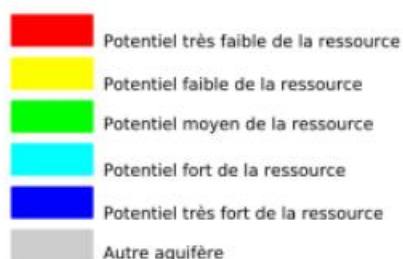 Potentiel très faible de la ressource
Potentiel faible de la ressource
Potentiel moyen de la ressource
Potentiel fort de la ressource
Potentiel très fort de la ressource
Autre aquifère